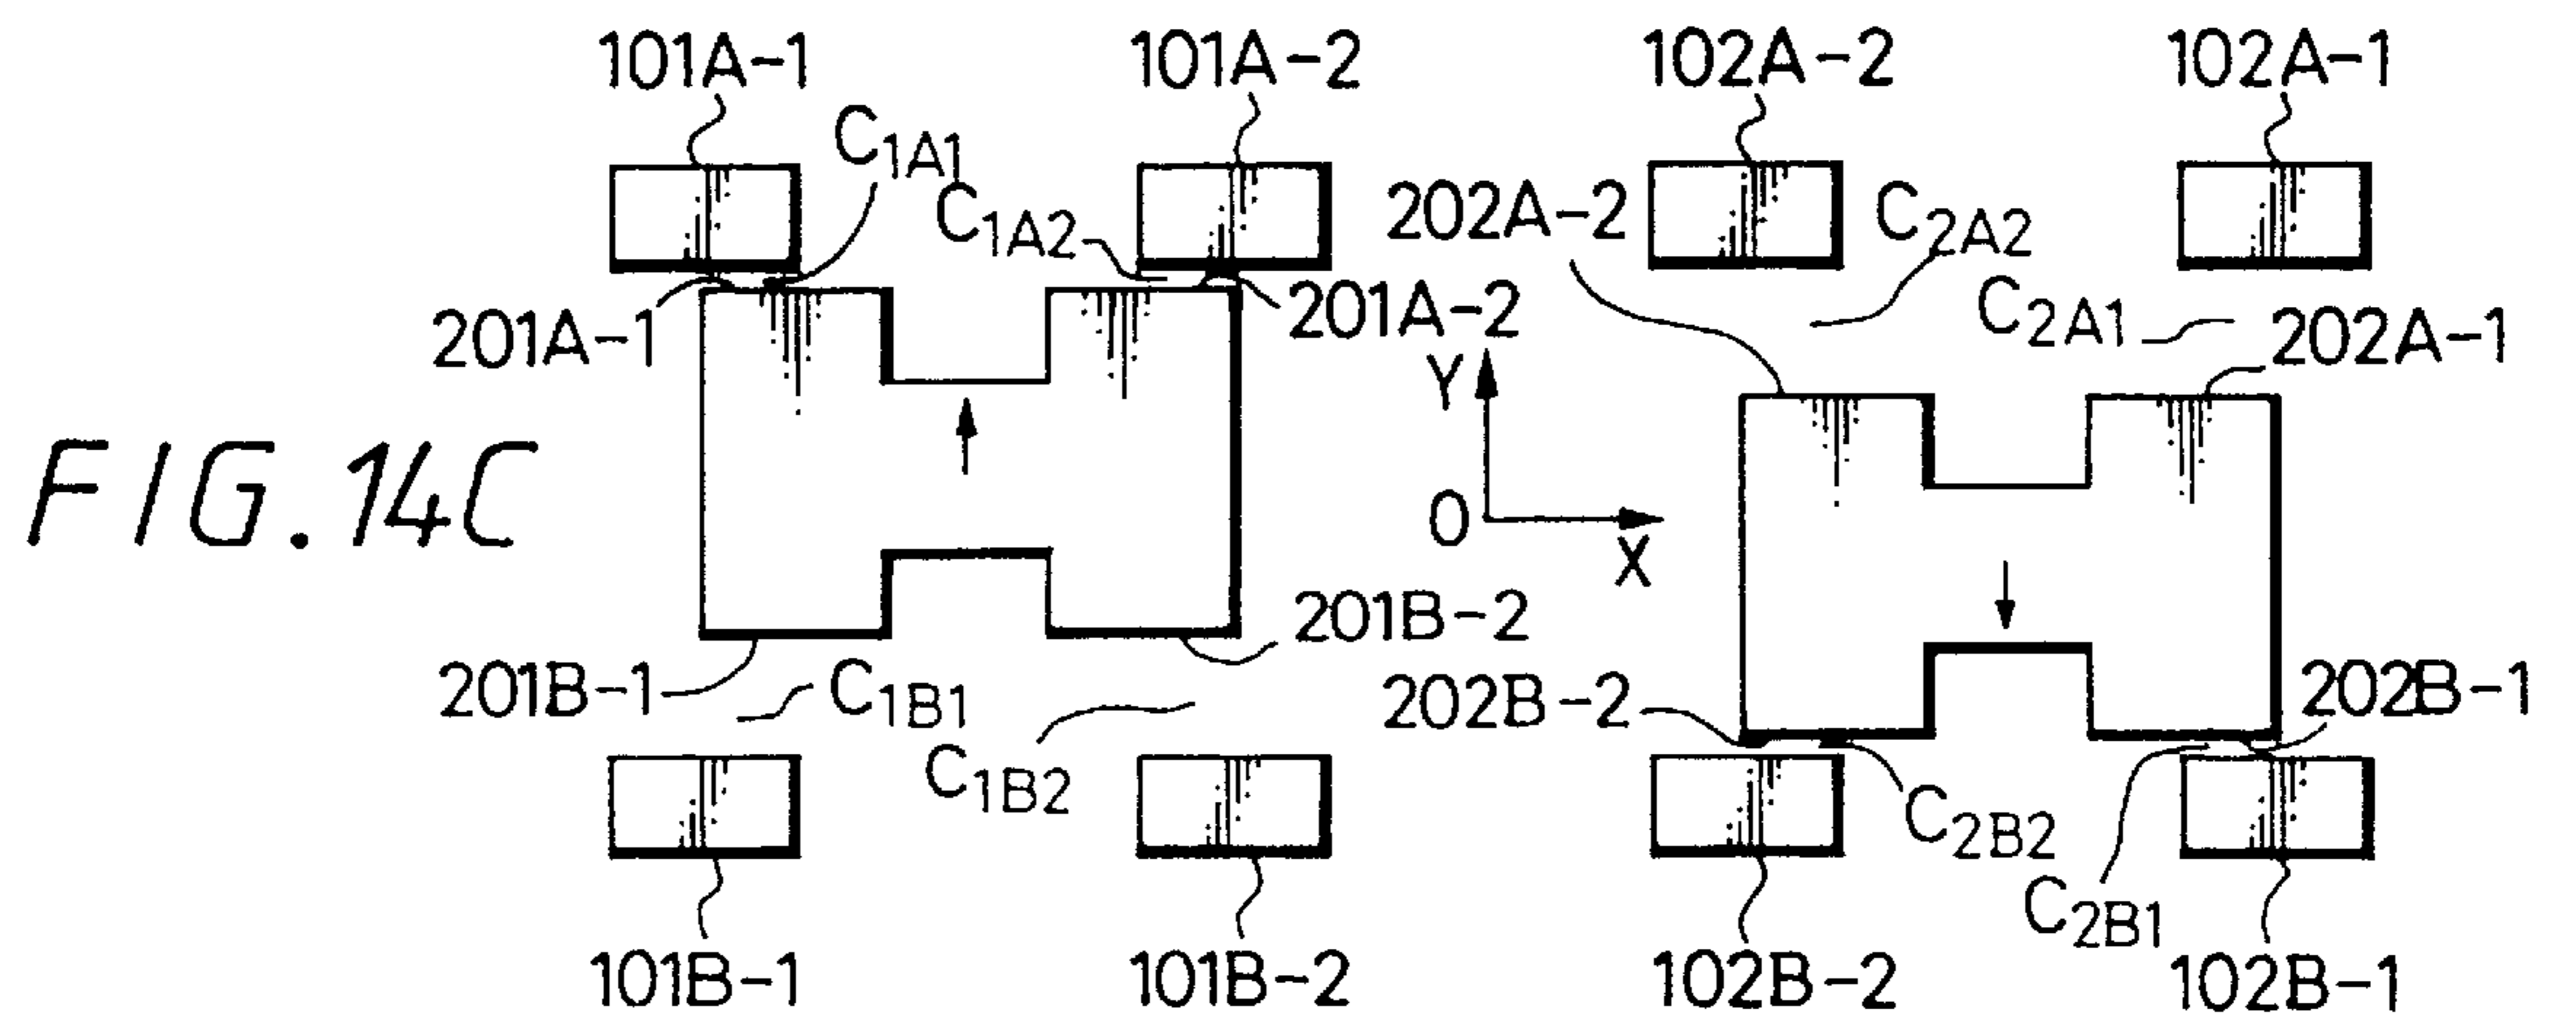 101A-1 101A-2 102A-2 102A-1
C1A1
C1A2 202A-2 C2A2
201A-1 201A-2 C2A1 202A-1
Y
FIG. 14C O X
201B-2
201B-1 C1B1 202B-2 202B-1
C1B2 C2B2
C2B1
101B-1 101B-2 102B-2 102B-1